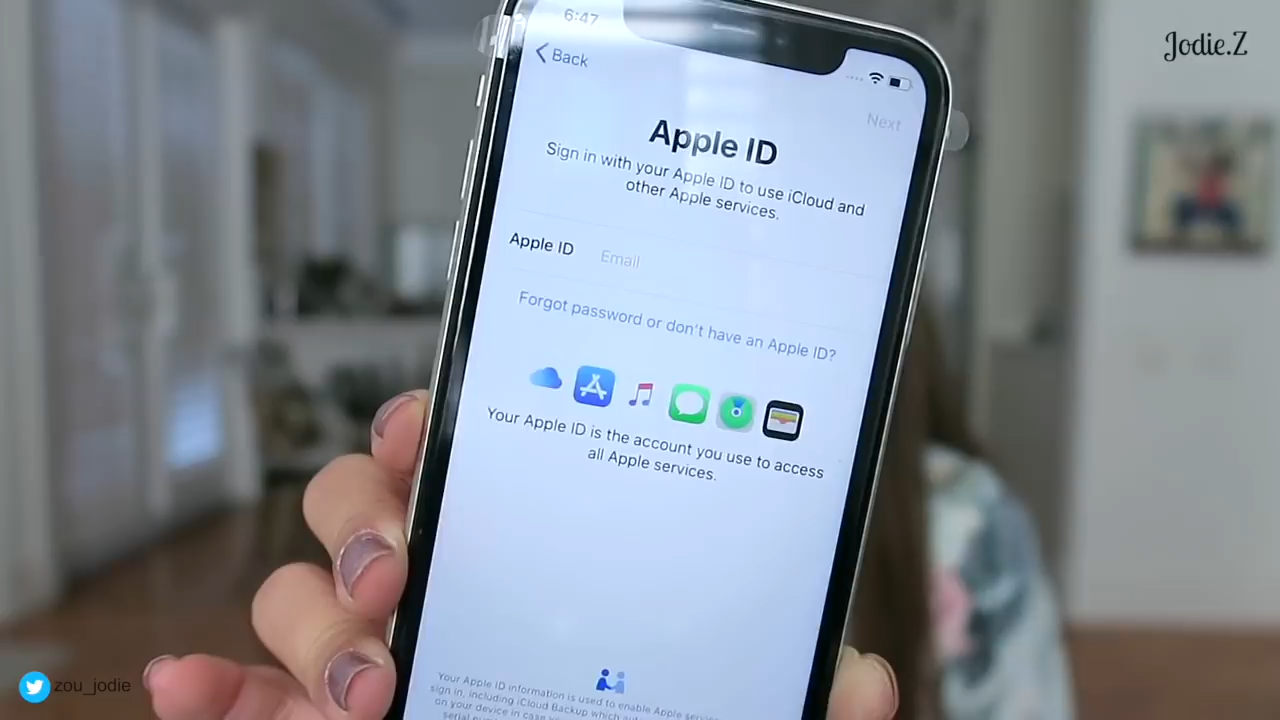 6:47
Jodie.Z
Back
Next
Apple ID
Sign in with your Apple ID to use iCloud and
other Apple services.
Apple ID Email
Forgot password or don't have an Apple ID?
Your Apple ID is the account you use to access
all Apple services.
Your Apple ID information is used to enable Apple
sign in, including iCloud Backup which
on your device in case
serial
zou_jodie